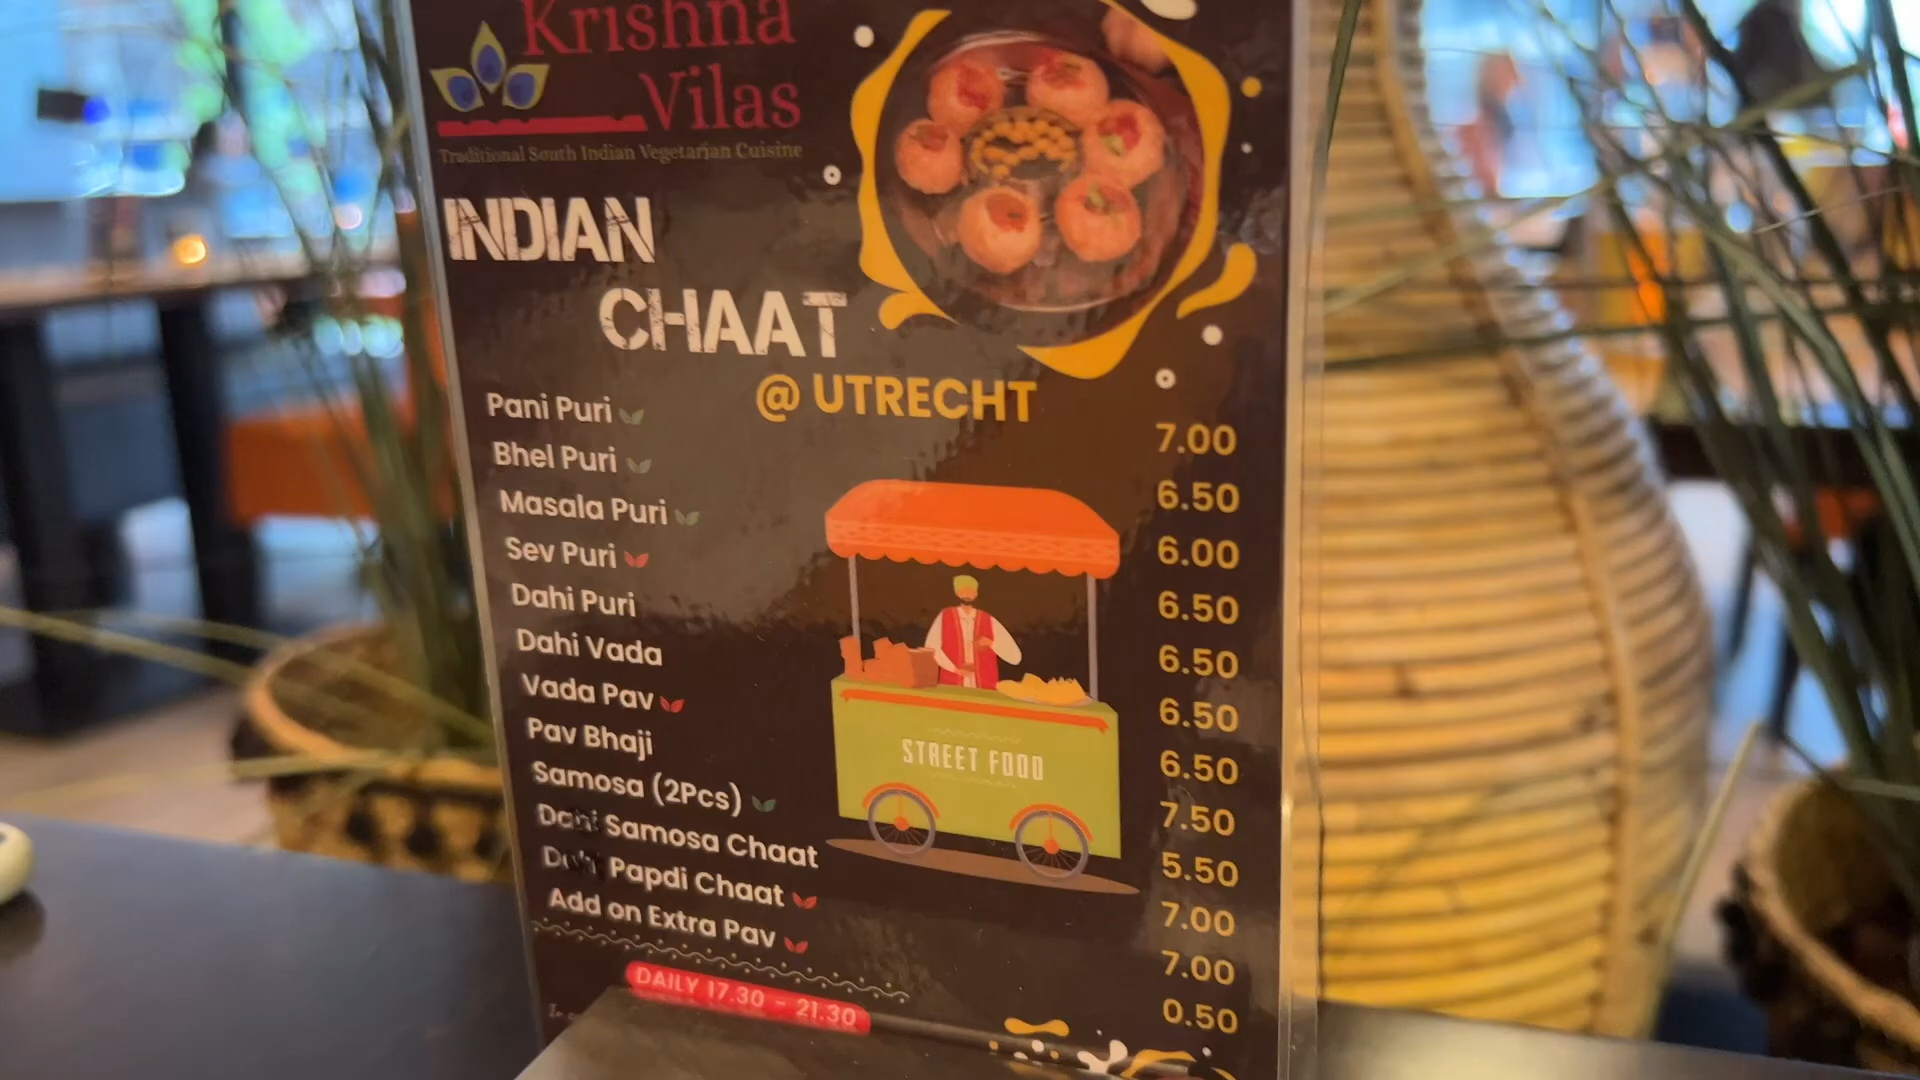 Krishna
Vilas
Traditional South Indian Vegetarian Cuisine
INDIAN
CHAAT
@ UTRECHT
Pani Puri 7.00
Bhel Puri 6.50
Masala Puri 6.00
Sev Puri 6.50
Dahi Puri 6.50
Dahi Vada 6.50
Vada Pav 6.50
Pav Bhaji 7.50
Samosa (2Pcs) 5.50
Dahi Samosa Chaat 7.00
Dahi Papdi Chaat 7.00
Add on Extra Pav 0.50
STREET FOOD
DAILY 17.30 - 21.30